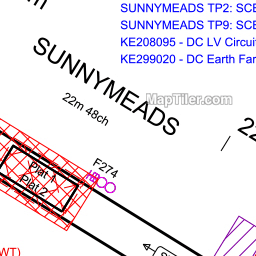 SUNNYMEADS TP2: SCE
SUNNYMEADS TP9: SCE
KE208095 - DC LV Circui
KE299020 - DC Earth Far
SUNNYMEADS
22m 48ch
MapTiler.com
22
F274
Plat 1
Plat 2
WT)